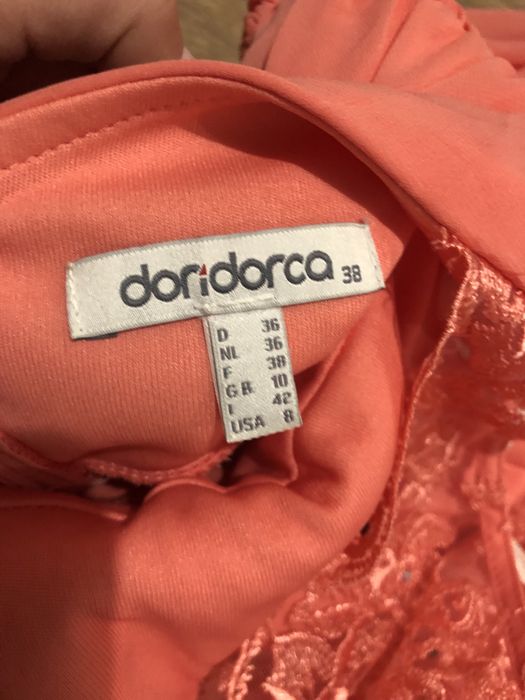 doridorca 38
D 36
NL 36
F 38
GB 10
I 42
USA 8